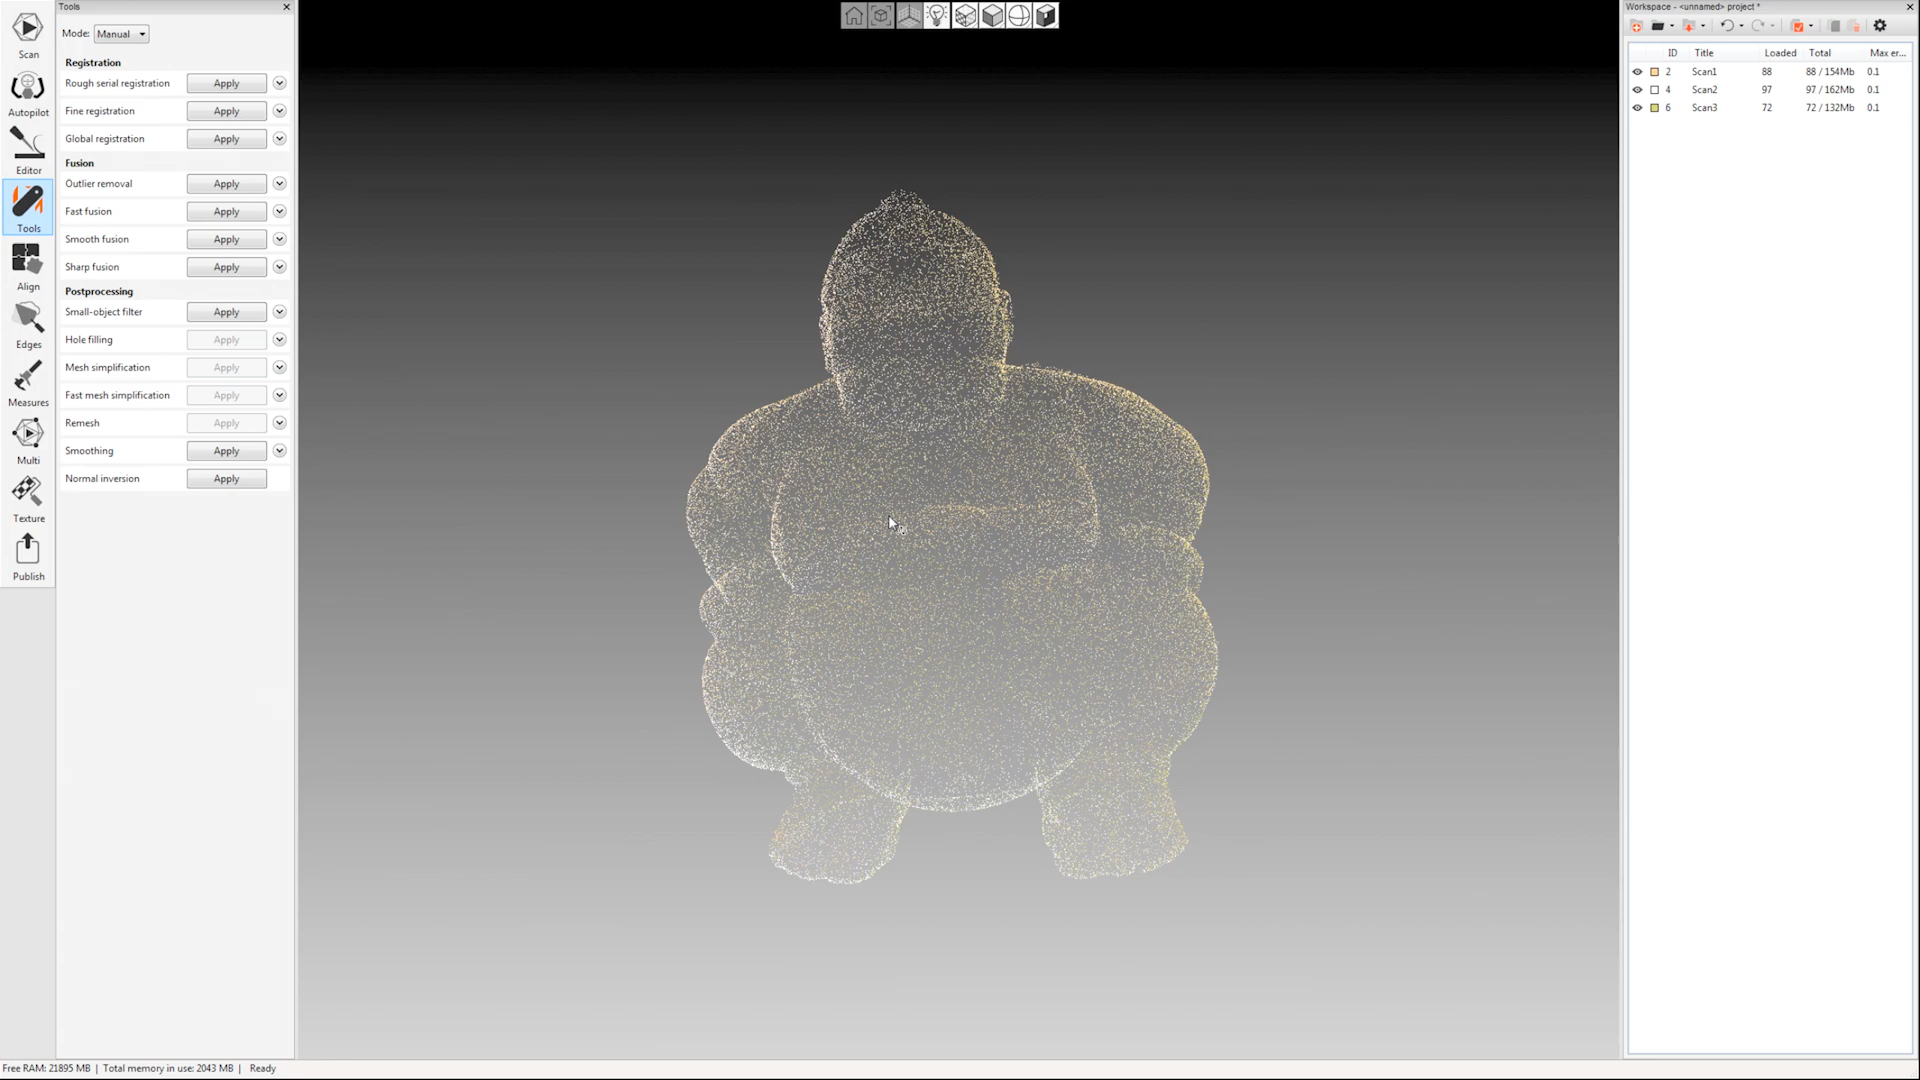 Tools
Workspace - <unnamed> project *
Scan
Autopilot
Editor
Tools
Align
Edges
Measures
Multi
Texture
Publish
Mode: Manual
Registration
Rough serial registration Apply
Fine registration Apply
Global registration Apply
Fusion
Outlier removal Apply
Fast fusion Apply
Smooth fusion Apply
Sharp fusion Apply
Postprocessing
Small-object filter Apply
Hole filling Apply
Mesh simplification Apply
Fast mesh simplification Apply
Remesh Apply
Smoothing Apply
Normal inversion Apply
ID Title Loaded Total Max er...
2 Scan1 88 88 / 154Mb 0.1
4 Scan2 97 97 / 162Mb 0.1
6 Scan3 72 72 / 132Mb 0.1
Free RAM: 21895 MB | Total memory in use: 2043 MB | Ready